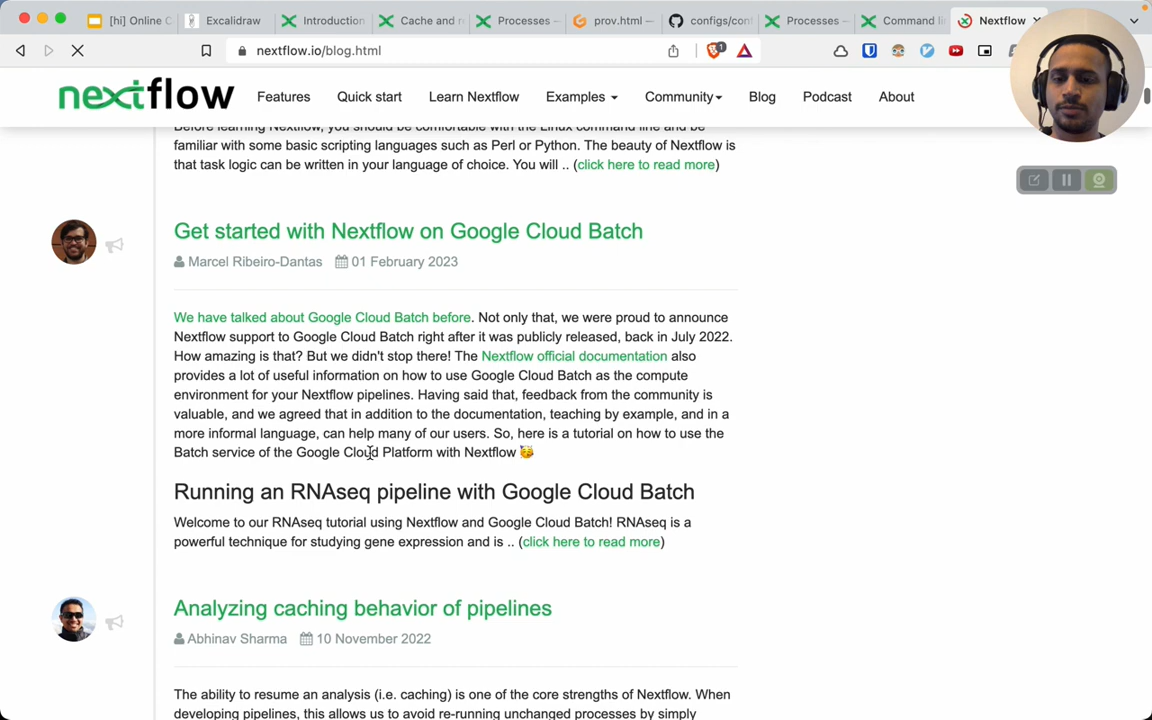 [hi] Online C
Excalidraw
Introduction
Cache and r
Processes –
prov.html —
configs/con
Processes –
Command li
Nextflow
nextflow.io/blog.html
1
nextflow
Features
Quick start
Learn Nextflow
Examples
Community
Blog
Podcast
About
Before learning Nextflow, you should be comfortable with the Linux command line and be
familiar with some basic scripting languages such as Perl or Python. The beauty of Nextflow is
that task logic can be written in your language of choice. You will .. (click here to read more)
Get started with Nextflow on Google Cloud Batch
Marcel Ribeiro-Dantas 01 February 2023
We have talked about Google Cloud Batch before. Not only that, we were proud to announce
Nextflow support to Google Cloud Batch right after it was publicly released, back in July 2022.
How amazing is that? But we didn't stop there! The Nextflow official documentation also
provides a lot of useful information on how to use Google Cloud Batch as the compute
environment for your Nextflow pipelines. Having said that, feedback from the community is
valuable, and we agreed that in addition to the documentation, teaching by example, and in a
more informal language, can help many of our users. So, here is a tutorial on how to use the
Batch service of the Google Cloud Platform with Nextflow 🥳
Running an RNAseq pipeline with Google Cloud Batch
Welcome to our RNAseq tutorial using Nextflow and Google Cloud Batch! RNAseq is a
powerful technique for studying gene expression and is .. (click here to read more)
Analyzing caching behavior of pipelines
Abhinav Sharma 10 November 2022
The ability to resume an analysis (i.e. caching) is one of the core strengths of Nextflow. When
developing pipelines, this allows us to avoid re-running unchanged processes by simply